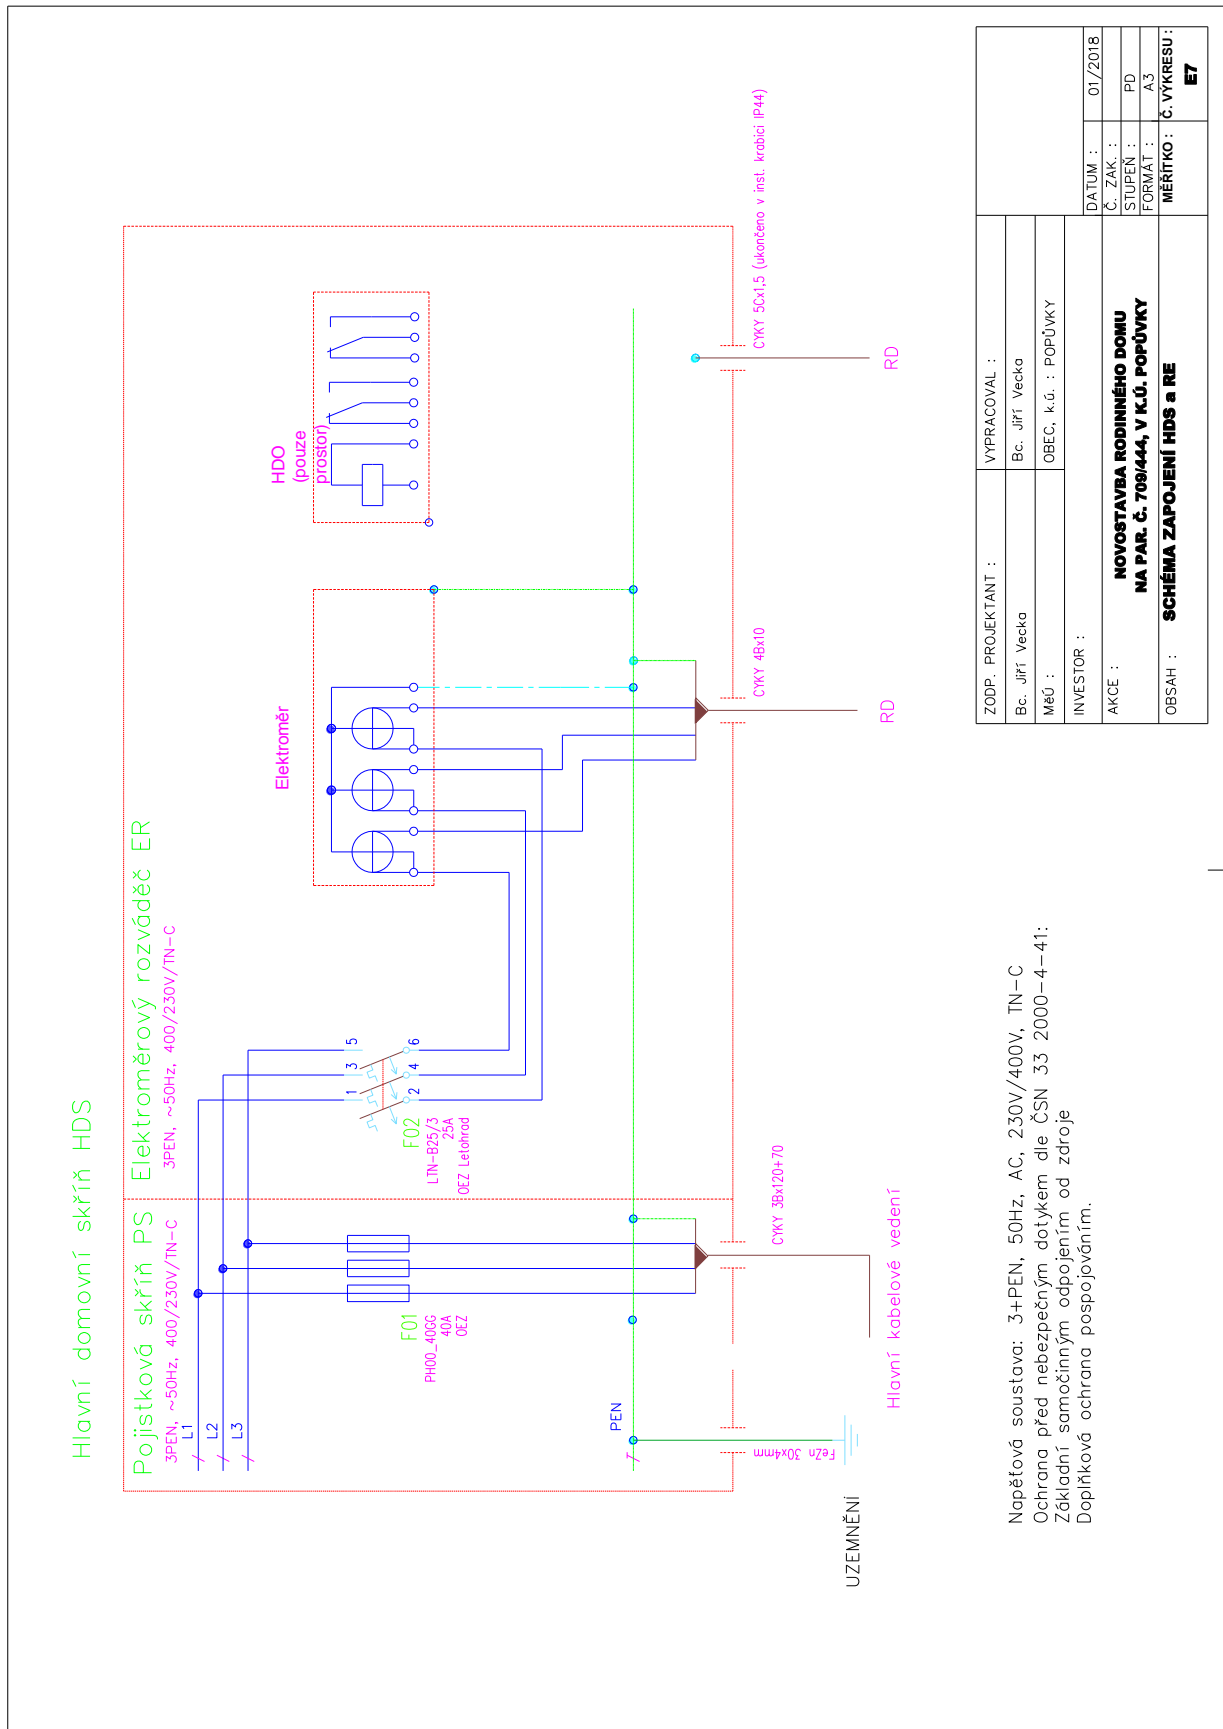 Hlavní domovní skříň HDS
Pojistková skříň PS
3PEN, ~50Hz, 400/230V/TN-C
Elektroměrový rozváděč ER
3PEN, ~50Hz, 400/230V/TN-C
L1
L2
L3
F01
PH00_40GG
40A
OEZ
1
3
5
2
4
6
F02
LTN-B25/3
25A
OEZ Letohrad
Elektroměr
HDO
(pouze
prostor)
PEN
FeZn 30x4mm
UZEMNĚNÍ
CYKY 3Bx120+70
Hlavní kabelové vedení
CYKY 4Bx10
RD
CYKY 5Cx1,5 (ukončeno v inst. krabici IP44)
RD
Napěťová soustava: 3+PEN, 50Hz, AC, 230V/400V, TN-C
Ochrana před nebezpečným dotykem dle ČSN 33 2000-4-41:
Základní samočinným odpojením od zdroje
Doplňková ochrana pospojováním.
ZODP. PROJEKTANT :
VYPRACOVAL :
Bc. Jiří Vecka
Bc. Jiří Vecka
MěÚ :
OBEC, k.ú. : POPŮVKY
INVESTOR :
DATUM :
01/2018
AKCE :
NOVOSTAVBA RODINNÉHO DOMU
NA PAR. Č. 709/444, V K.Ú. POPŮVKY
Č. ZAK. :
STUPEŇ :
PD
FORMÁT :
A3
OBSAH :
SCHÉMA ZAPOJENÍ HDS a RE
MĚŘÍTKO :
Č. VÝKRESU :
E7